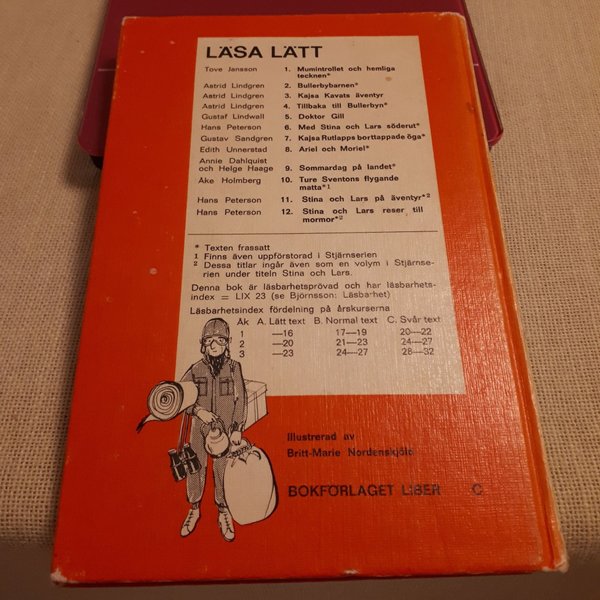 LÄSA LÄTT
Tove Jansson 1. Mumintrollet och hemliga
tecknen*
Astrid Lindgren 2. Bullerbybarnen*
Astrid Lindgren 3. Kajsa Kavats äventyr
Astrid Lindgren 4. Tillbaka till Bullerbyn*
Gustaf Lindwall 5. Doktor Gill
Hans Peterson 6. Med Stina och Lars söderut*
Gustav Sandgren 7. Kajsa Rutlapps borttappade öga*
Edith Unnerstad 8. Ariel och Moriel*
Annie Dahlquist
och Helge Haage 9. Sommardag på landet*
Åke Holmberg 10. Ture Sventons flygande
matta*1
Hans Peterson 11. Stina och Lars på äventyr*2
Hans Peterson 12. Stina och Lars reser till
mormor*2
* Texten frassatt
1 Finns även uppförstorad i Stjärnserien
2 Dessa titlar ingår även som en volym i Stjärnse-
rien under titeln Stina och Lars.
Denna bok är läsbarhetsprövad och har läsbarhets-
index = LIX 23 (se Björnsson: Läsbarhet)
Läsbarhetsindex fördelning på årskurserna
Åk A. Lätt text B. Normal text C. Svår text
1 —16 17—19 20—22
2 —20 21—23 24—27
3 —23 24—27 28—32
Illustrerad av
Britt-Marie Nordenskjöld
BOKFÖRLAGET LIBER C